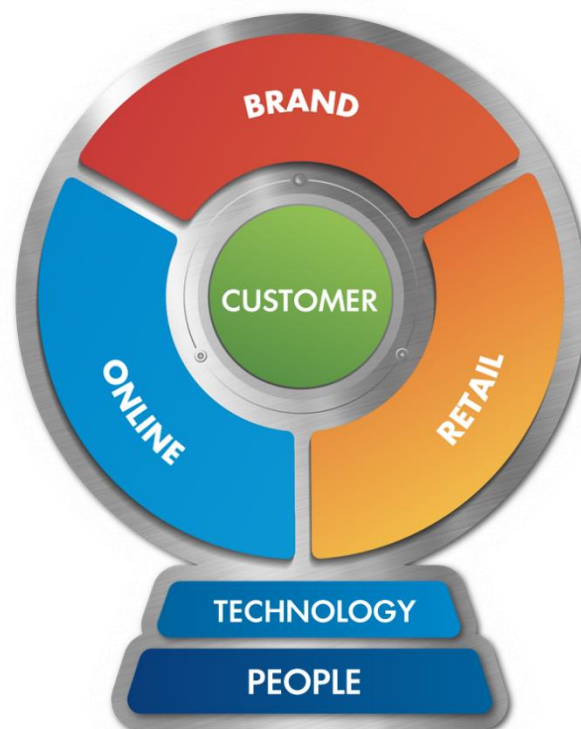 BRAND
CUSTOMER
ONLINE
RETAIL
TECHNOLOGY
PEOPLE